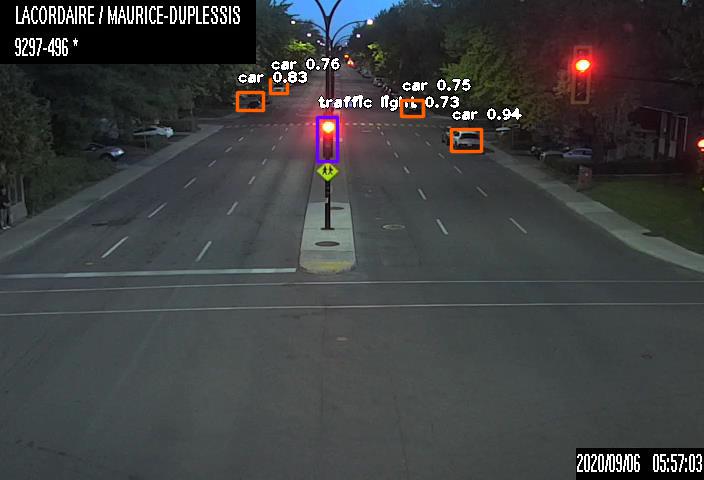 LACORDAIRE / MAURICE-DUPLESSIS
9297-496 *
car 0.76
car 0.83
car 0.75
traffic light 0.73
car 0.94
2020/09/06 05:57:03